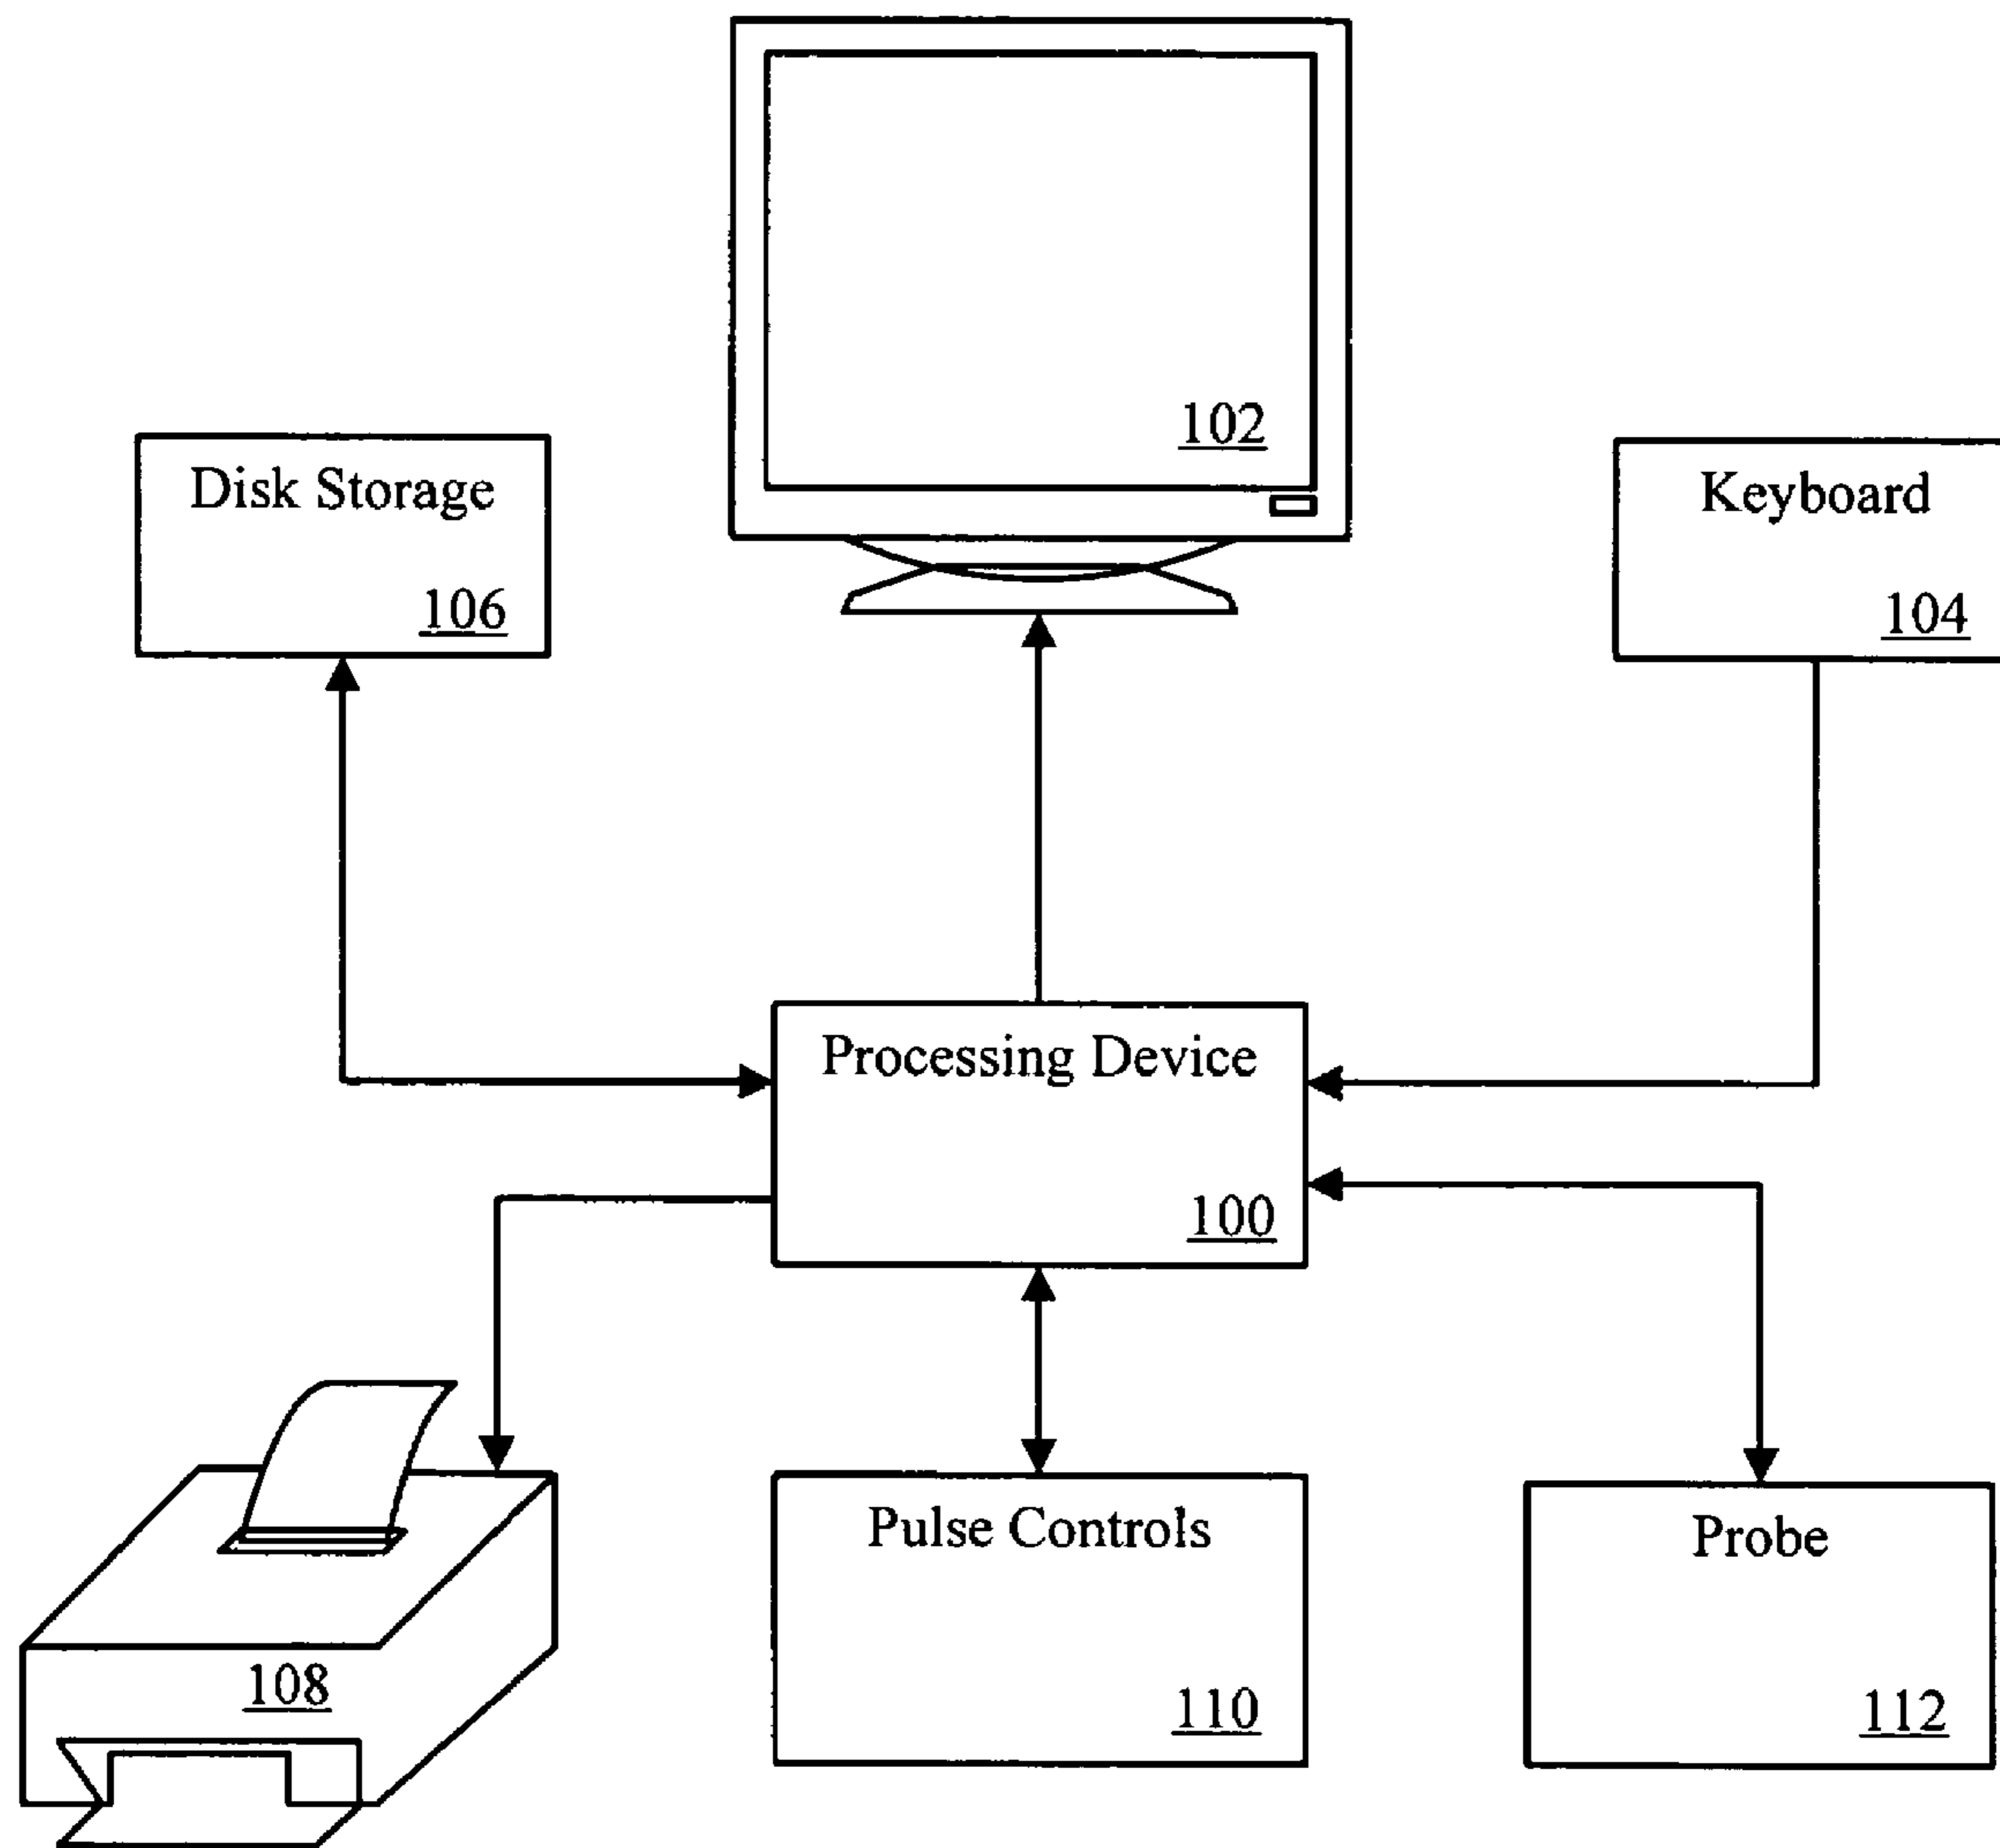 102
Disk Storage
106
Keyboard
104
Processing Device
100
108
Pulse Controls
110
Probe
112